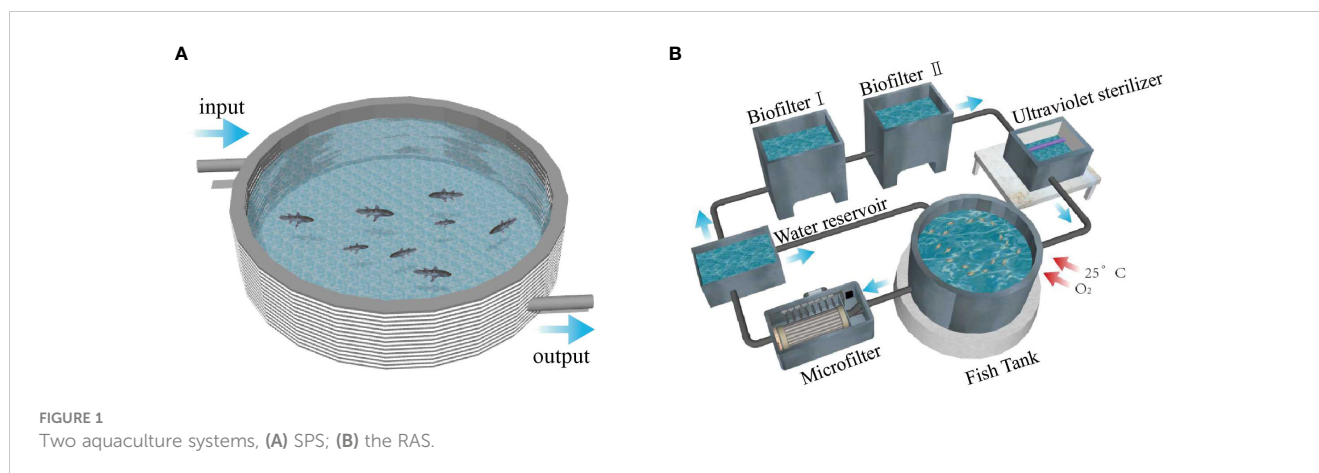 A
input
output
B
Biofilter Ⅰ
Biofilter Ⅱ
Ultraviolet sterilizer
Water reservoir
25° C
O₂
Microfilter
Fish Tank
FIGURE 1
Two aquaculture systems, (A) SPS; (B) the RAS.